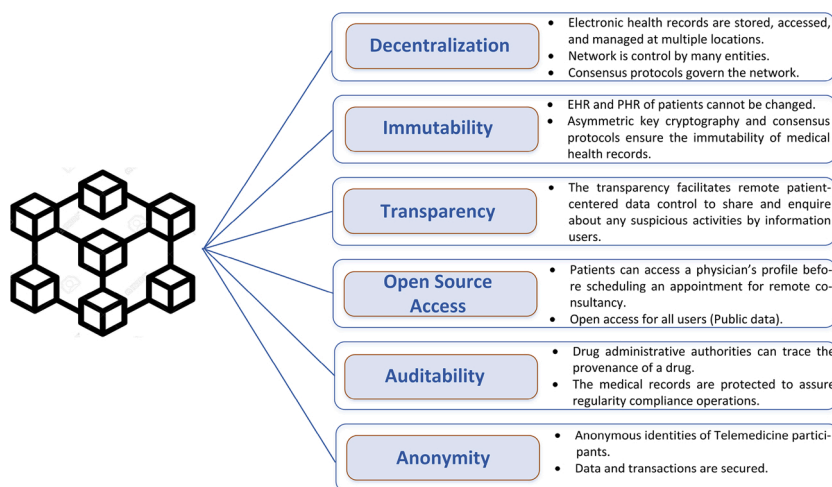 Decentralization
• Electronic health records are stored, accessed,
and managed at multiple locations.
• Network is control by many entities.
• Consensus protocols govern the network.
Immutability
• EHR and PHR of patients cannot be changed.
• Asymmetric key cryptography and consensus
protocols ensure the immutability of medical
health records.
Transparency
• The transparency facilitates remote patient-
centered data control to share and enquire
about any suspicious activities by information
users.
Open Source
Access
• Patients can access a physician's profile befo-
re scheduling an appointment for remote co-
nsultancy.
• Open access for all users (Public data).
Auditability
• Drug administrative authorities can trace the
provenance of a drug.
• The medical records are protected to assure
regularity compliance operations.
Anonymity
• Anonymous identities of Telemedicine partici-
pants.
• Data and transactions are secured.